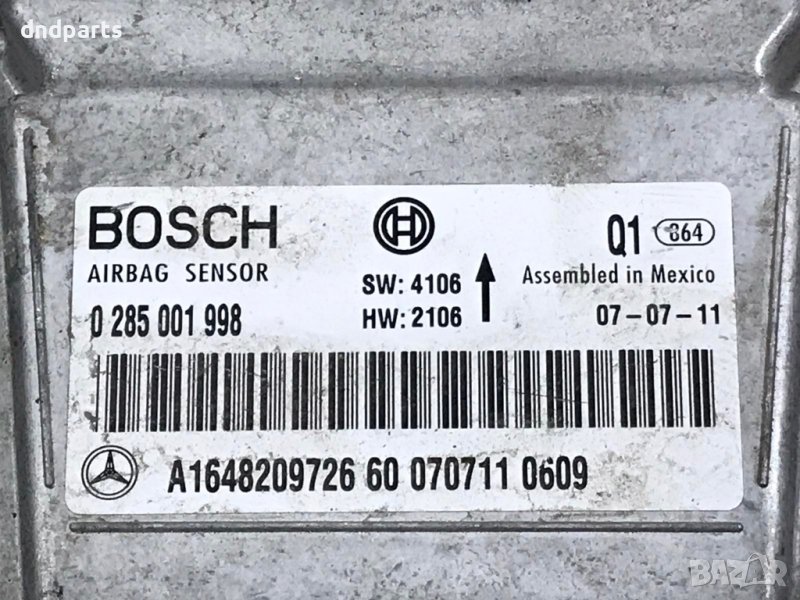 dndparts
BOSCH
AIRBAG SENSOR
0 285 001 998
SW: 4106
HW: 2106
Q1 864
Assembled in Mexico
07-07-11
A1648209726 60 070711 0609
BAZAR